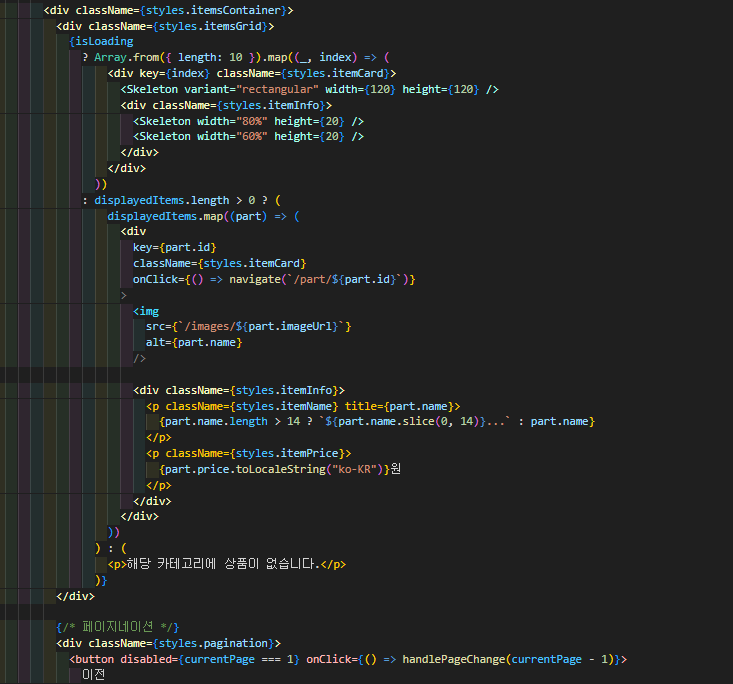 <div className={styles.itemsContainer}>
<div className={styles.itemsGrid}>
{isLoading
? Array.from({ length: 10 }).map((_, index) => (
<div key={index} className={styles.itemCard}>
<Skeleton variant="rectangular" width={120} height={120} />
<div className={styles.itemInfo}>
<Skeleton width="80%" height={20} />
<Skeleton width="60%" height={20} />
</div>
</div>
))
: displayedItems.length > 0 ? (
displayedItems.map((part) => (
<div
key={part.id}
className={styles.itemCard}
onClick={() => navigate(`/part/${part.id}`)}
>
<img
src={`/images/${part.imageUrl}`}
alt={part.name}
/>
<div className={styles.itemInfo}>
<p className={styles.itemName} title={part.name}>
{part.name.length > 14 ? `${part.name.slice(0, 14)}...` : part.name}
</p>
<p className={styles.itemPrice}>
{part.price.toLocaleString("ko-KR")}원
</p>
</div>
</div>
))
) : (
<p>해당 카테고리에 상품이 없습니다.</p>
)}
</div>
{/* 페이지네이션 */}
<div className={styles.pagination}>
<button disabled={currentPage === 1} onClick={() => handlePageChange(currentPage - 1)}>
이전